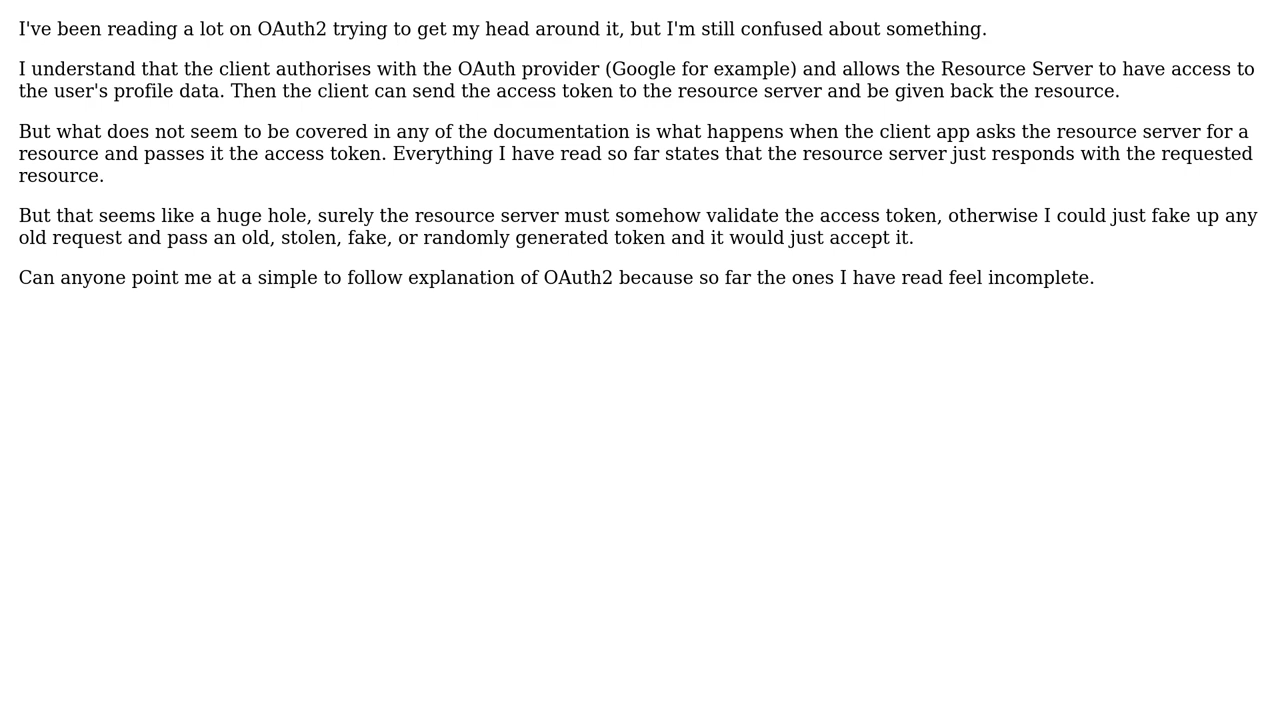 I've been reading a lot on OAuth2 trying to get my head around it, but I'm still confused about something.
I understand that the client authorises with the OAuth provider (Google for example) and allows the Resource Server to have access to
the user's profile data. Then the client can send the access token to the resource server and be given back the resource.
But what does not seem to be covered in any of the documentation is what happens when the client app asks the resource server for a
resource and passes it the access token. Everything I have read so far states that the resource server just responds with the requested
resource.
But that seems like a huge hole, surely the resource server must somehow validate the access token, otherwise I could just fake up any
old request and pass an old, stolen, fake, or randomly generated token and it would just accept it.
Can anyone point me at a simple to follow explanation of OAuth2 because so far the ones I have read feel incomplete.